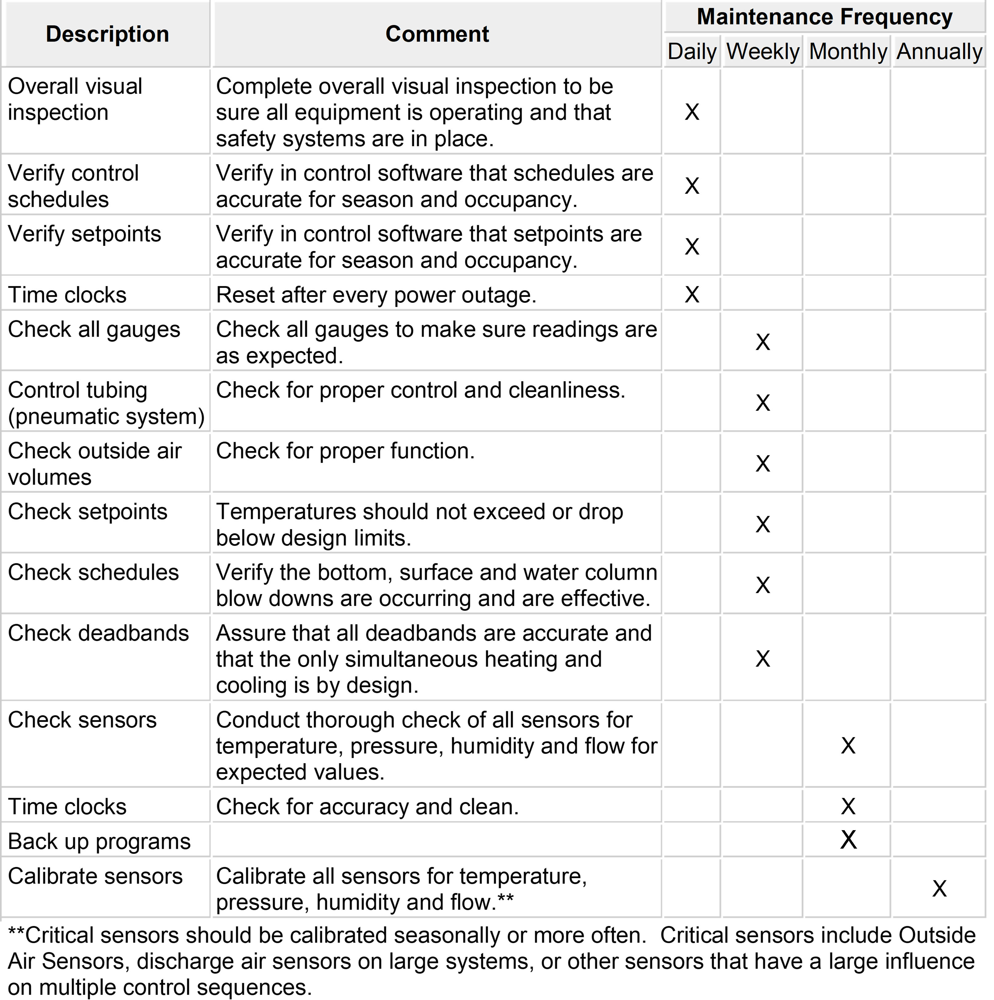 Description Comment Maintenance Frequency
Daily Weekly Monthly Annually
Overall visual
inspection
Complete overall visual inspection to be
sure all equipment is operating and that
safety systems are in place.
X
Verify control
schedules
Verify in control software that schedules are
accurate for season and occupancy.
X
Verify setpoints
Verify in control software that setpoints are
accurate for season and occupancy.
X
Time clocks
Reset after every power outage.
X
Check all gauges
Check all gauges to make sure readings are
as expected.
X
Control tubing
(pneumatic system)
Check for proper control and cleanliness.
X
Check outside air
volumes
Check for proper function.
X
Check setpoints
Temperatures should not exceed or drop
below design limits.
X
Check schedules
Verify the bottom, surface and water column
blow downs are occurring and are effective.
X
Check deadbands
Assure that all deadbands are accurate and
that the only simultaneous heating and
cooling is by design.
X
Check sensors
Conduct thorough check of all sensors for
temperature, pressure, humidity and flow for
expected values.
X
Time clocks
Check for accuracy and clean.
X
Back up programs
X
Calibrate sensors
Calibrate all sensors for temperature,
pressure, humidity and flow.**
X
**Critical sensors should be calibrated seasonally or more often.  Critical sensors include Outside
Air Sensors, discharge air sensors on large systems, or other sensors that have a large influence
on multiple control sequences.